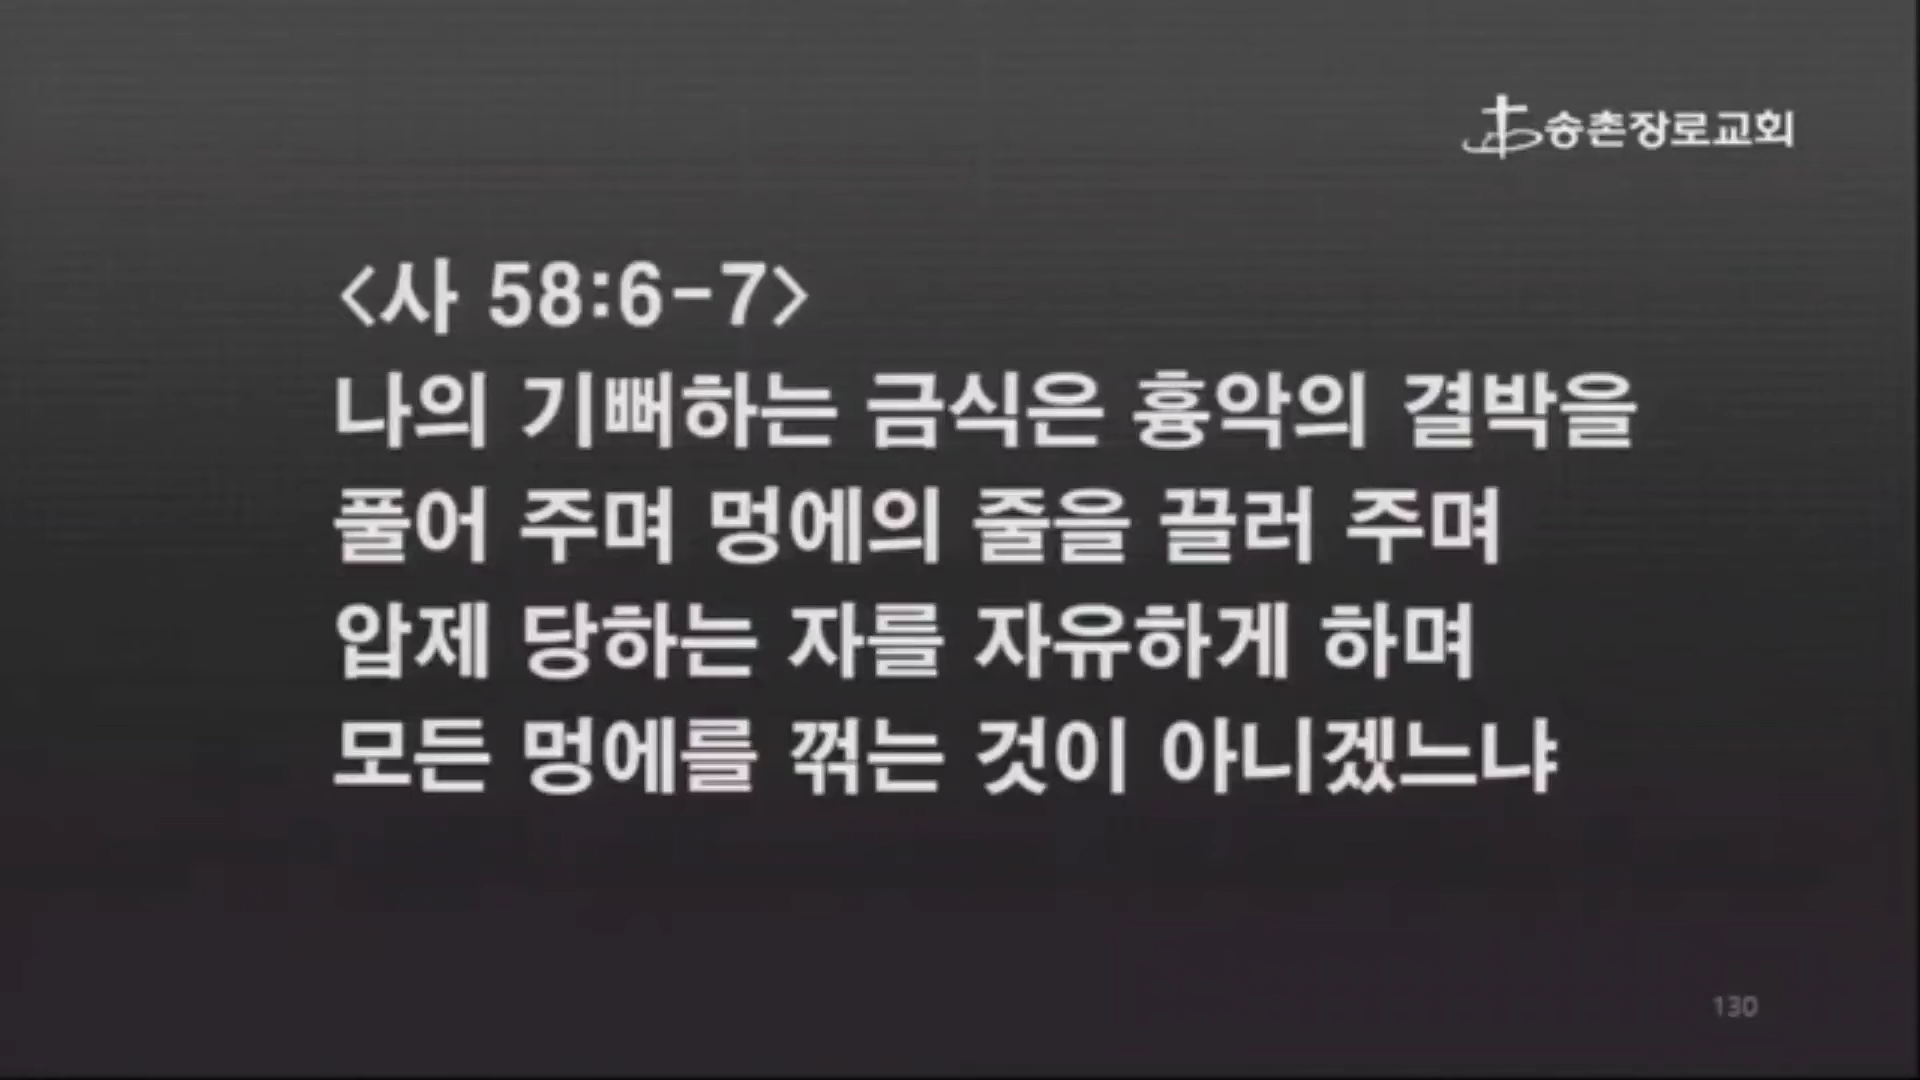 송촌장로교회
<사 58:6-7>
나의 기뻐하는 금식은 흉악의 결박을
풀어 주며 멍에의 줄을 끌러 주며
압제 당하는 자를 자유하게 하며
모든 멍에를 꺾는 것이 아니겠느냐
130